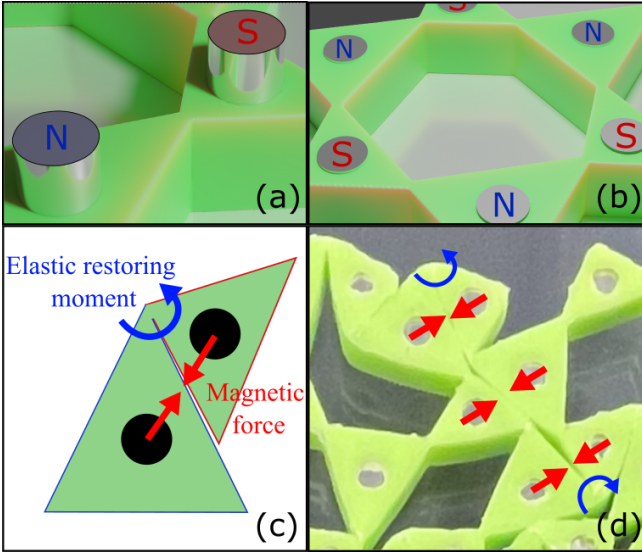 S
N
(a)
S
N
N
S
S
N
(b)
Elastic restoring
moment
Magnetic
force
(c)
(d)